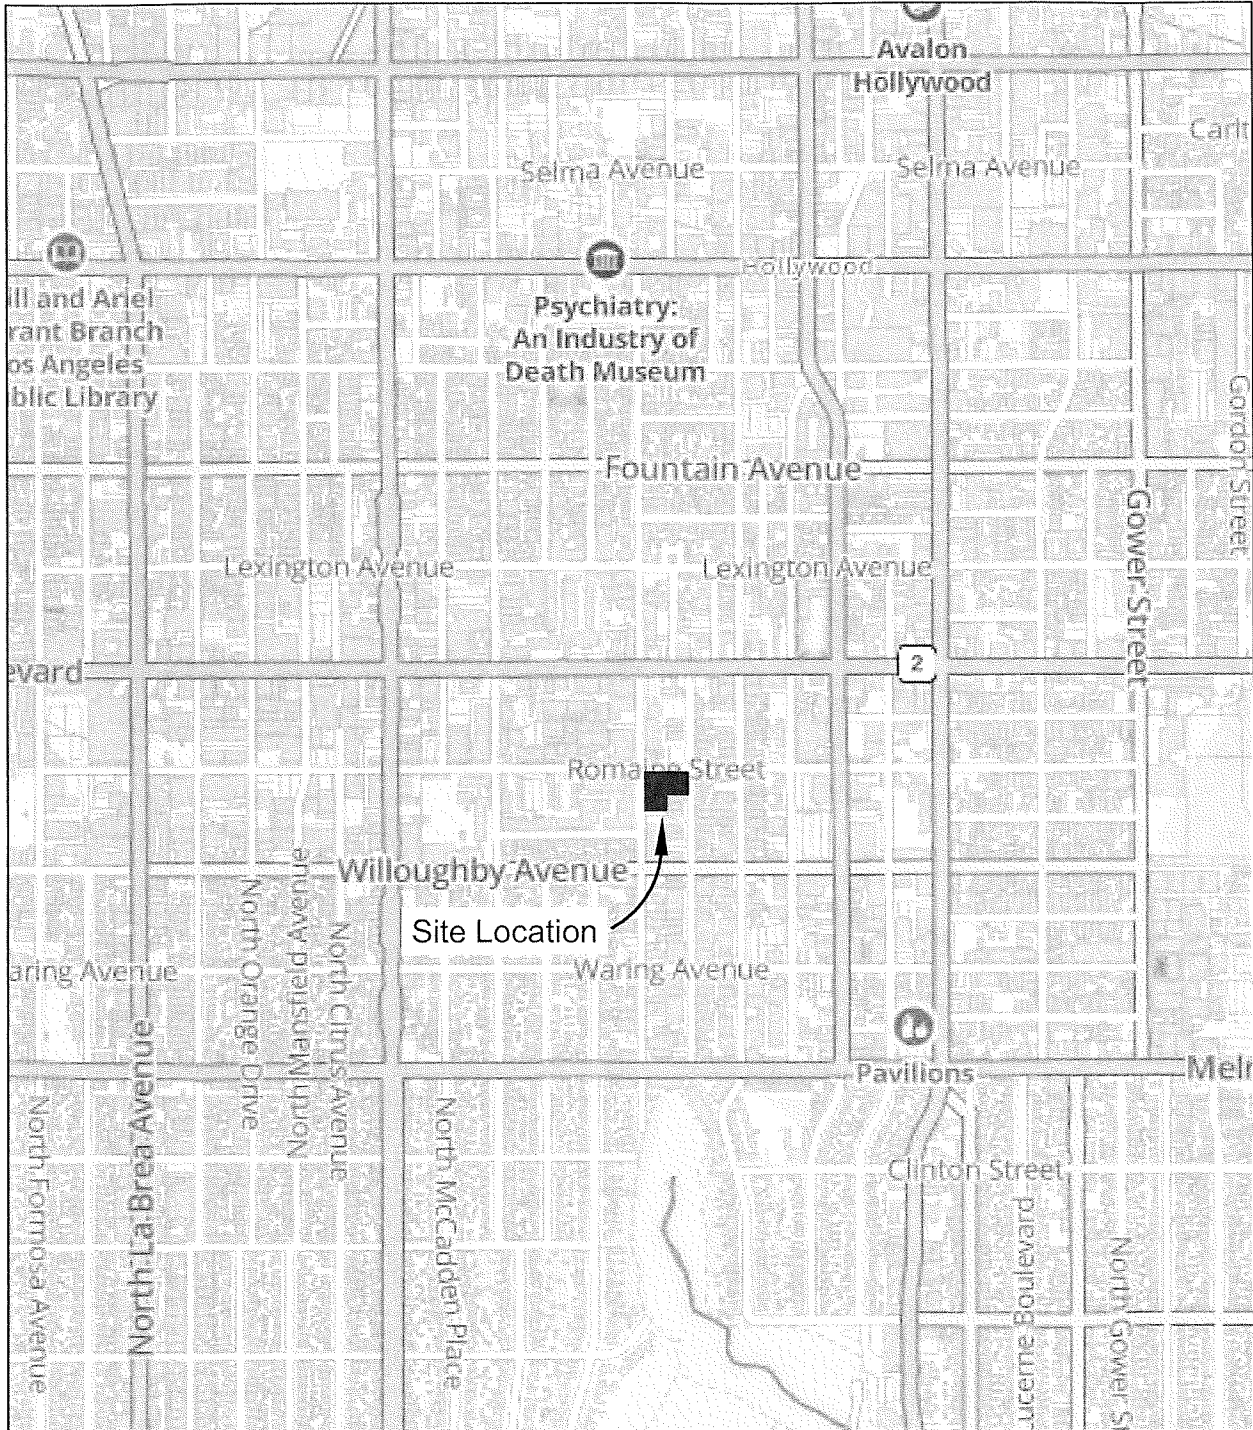 Avalon
Hollywood
Carlt
Selma Avenue
Selma Avenue
Hollywood
ill and Ariel
rant Branch
os Angeles
blic Library
Psychiatry:
An Industry of
Death Museum
Gordon Street
Fountain Avenue
Gower Street
Lexington Avenue
Lexington Avenue
evard
2
Romaine Street
Willoughby Avenue
Site Location
North Orange Drive
North Mansfield Avenue
North Citrus Avenue
aring Avenue
Waring Avenue
North La Brea Avenue
Pavilions
Melr
North Formosa Avenue
North McCadden Place
Clinton Street
ucerne Boulevard
North Gower S